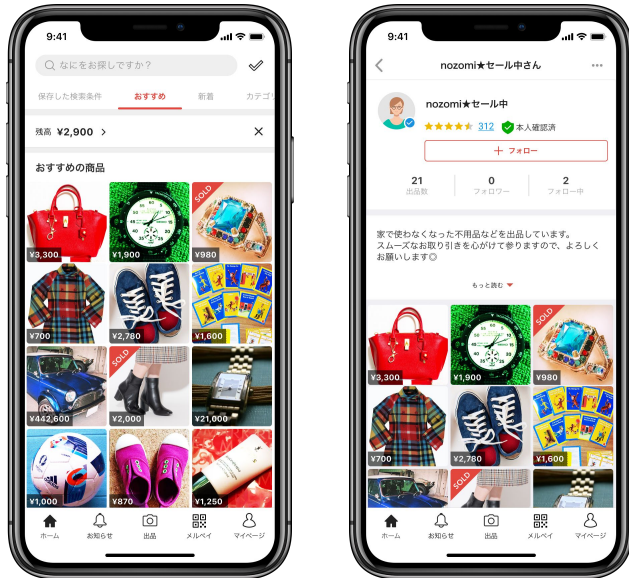 9:41
なにをお探しですか？
保存した検索条件 おすすめ 新着 カテゴリ
残高 ¥2,900
おすすめの商品
SOLD
¥3,300 ¥1,900 ¥980
¥700 ¥2,780 ¥1,600
SOLD
¥442,600 ¥2,000 ¥21,000
¥1,000 ¥870 ¥1,250
ホーム お知らせ 出品 メルペイ マイページ
9:41
nozomi★セール中さん
nozomi★セール中
312 本人確認済
フォロー
21 0 2
出品数 フォロワー フォロー中
家で使わなくなった不用品などを出品しています。
スムーズなお取り引きを心がけて参りますので、よろしく
お願いします◎
もっと読む
SOLD
¥3,300 ¥1,900 ¥980
¥700 ¥2,780 ¥1,600
SOLD
ホーム お知らせ 出品 メルペイ マイページ